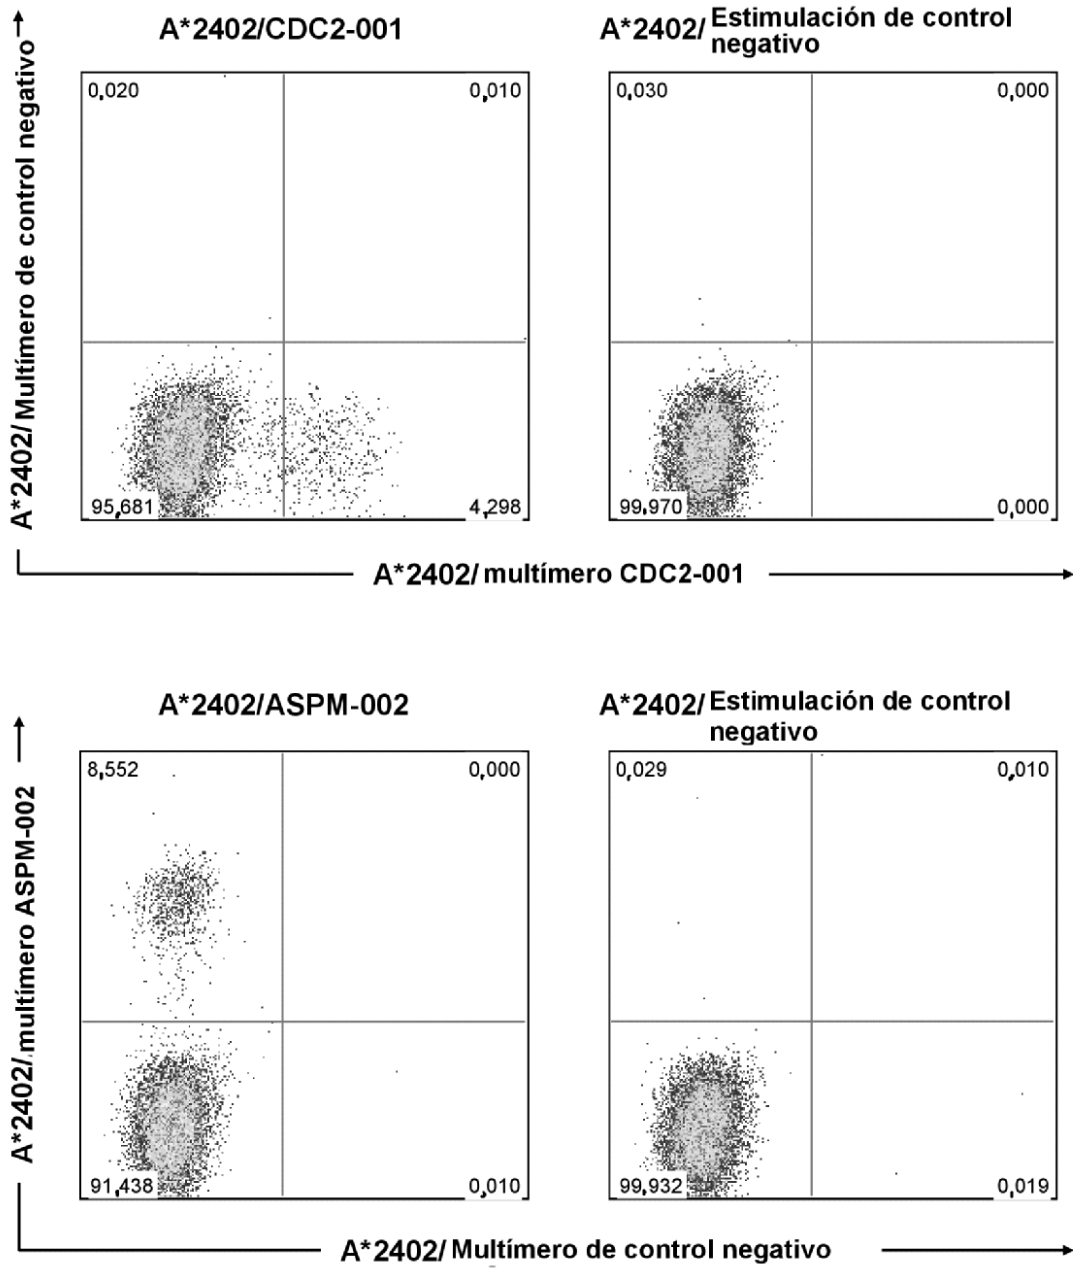 A*2402/CDC2-001
A*2402/ Estimulación de control
negativo
A*2402/ Multímero de control negativo
0,020
0,010
95,681
4,298
0,030
0,000
99,970
0,000
A*2402/ multímero CDC2-001
A*2402/ASPM-002
A*2402/ Estimulación de control
negativo
A*2402/ multímero ASPM-002
8,552
0,000
91,438
0,010
0,029
0,010
99,932
0,019
A*2402/ Multímero de control negativo